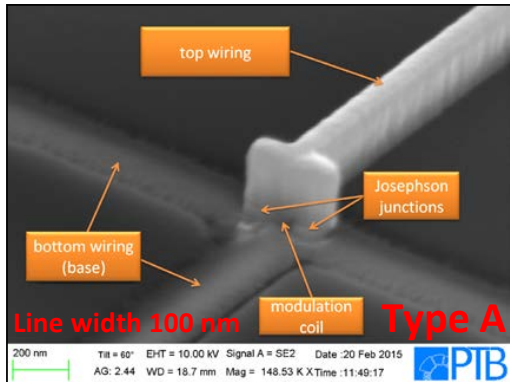 top wiring
Josephson
junctions
bottom wiring
(base)
modulation
coil
Line width 100 nm
Type A
200 nm
Tilt = 60° EHT = 10.00 kV Signal A = SE2 Date :20 Feb 2015
AG: 2.44 WD = 18.7 mm Mag = 148.53 K X Time :11:49:17
PTB